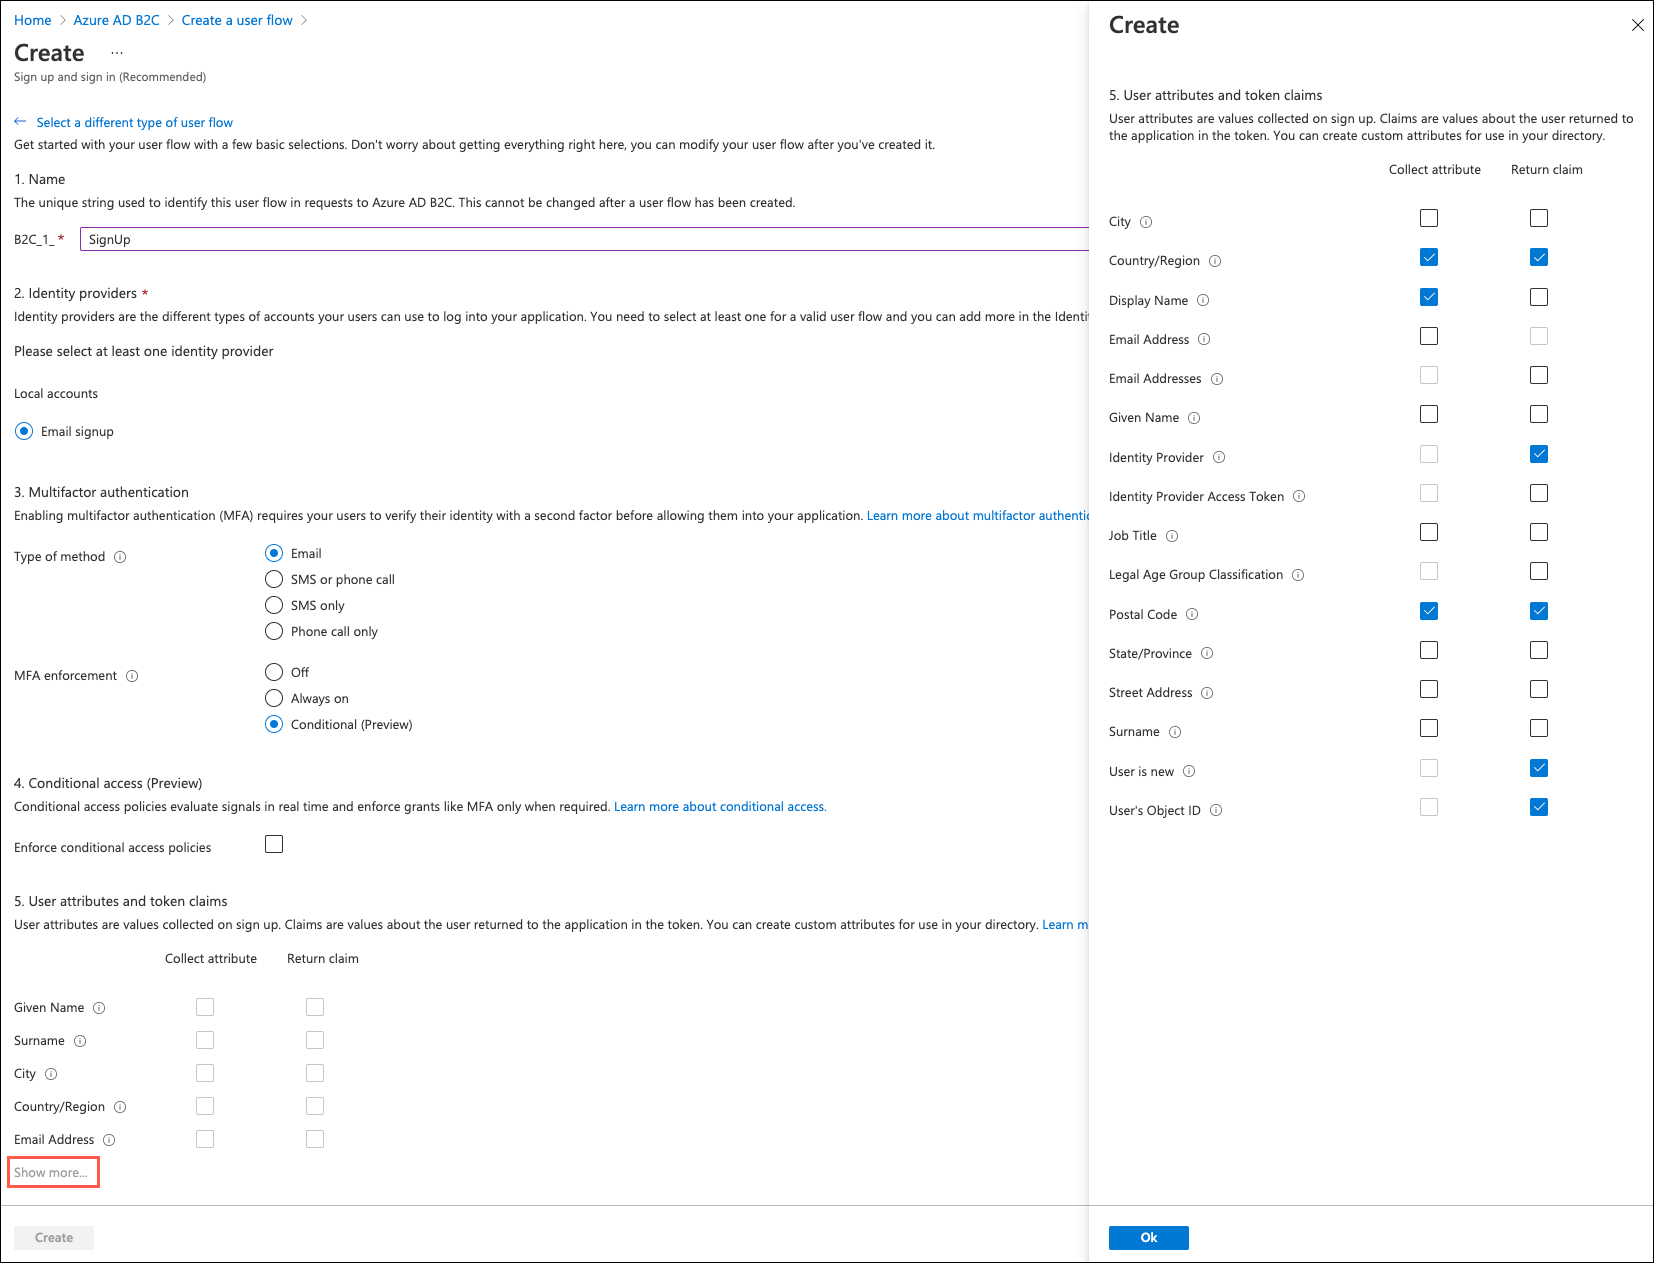 Home > Azure AD B2C > Create a user flow >
Create ...
Sign up and sign in (Recommended)
← Select a different type of user flow
Get started with your user flow with a few basic selections. Don't worry about getting everything right here, you can modify your user flow after you've created it.
1. Name
The unique string used to identify this user flow in requests to Azure AD B2C. This cannot be changed after a user flow has been created.
B2C_1_ * SignUp
2. Identity providers *
Identity providers are the different types of accounts your users can use to log into your application. You need to select at least one for a valid user flow and you can add more in the Identi
Please select at least one identity provider
Local accounts
Email signup
3. Multifactor authentication
Enabling multifactor authentication (MFA) requires your users to verify their identity with a second factor before allowing them into your application. Learn more about multifactor authentic
Type of method
Email
SMS or phone call
SMS only
Phone call only
MFA enforcement
Off
Always on
Conditional (Preview)
4. Conditional access (Preview)
Conditional access policies evaluate signals in real time and enforce grants like MFA only when required. Learn more about conditional access.
Enforce conditional access policies
5. User attributes and token claims
User attributes are values collected on sign up. Claims are values about the user returned to the application in the token. You can create custom attributes for use in your directory. Learn m
Collect attribute Return claim
Given Name
Surname
City
Country/Region
Email Address
Show more...
Create
Create
5. User attributes and token claims
User attributes are values collected on sign up. Claims are values about the user returned to
the application in the token. You can create custom attributes for use in your directory.
Collect attribute Return claim
City
Country/Region
Display Name
Email Address
Email Addresses
Given Name
Identity Provider
Identity Provider Access Token
Job Title
Legal Age Group Classification
Postal Code
State/Province
Street Address
Surname
User is new
User's Object ID
Ok